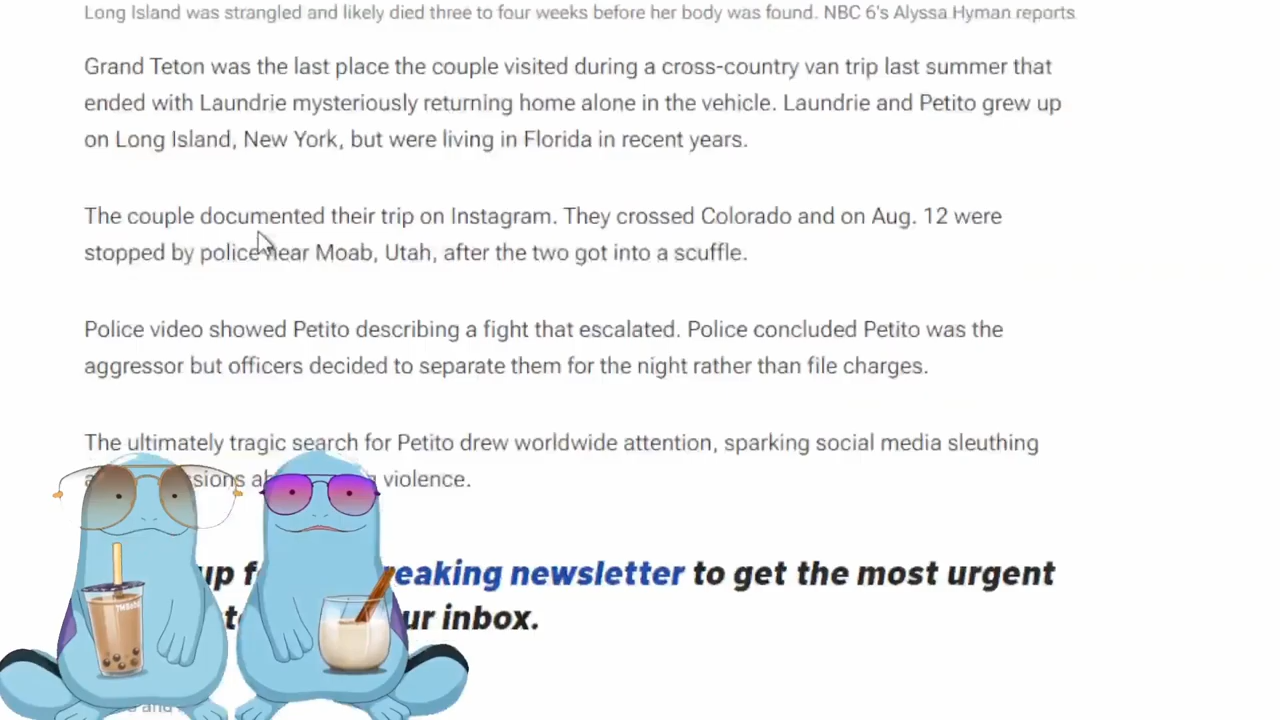 Long Island was strangled and likely died three to four weeks before her body was found. NBC 6's Alyssa Hyman reports
Grand Teton was the last place the couple visited during a cross-country van trip last summer that
ended with Laundrie mysteriously returning home alone in the vehicle. Laundrie and Petito grew up
on Long Island, New York, but were living in Florida in recent years.
The couple documented their trip on Instagram. They crossed Colorado and on Aug. 12 were
stopped by police near Moab, Utah, after the two got into a scuffle.
Police video showed Petito describing a fight that escalated. Police concluded Petito was the
aggressor but officers decided to separate them for the night rather than file charges.
The ultimately tragic search for Petito drew worldwide attention, sparking social media sleuthing
violence.
up newsletter to get the most urgent
inbox.
and